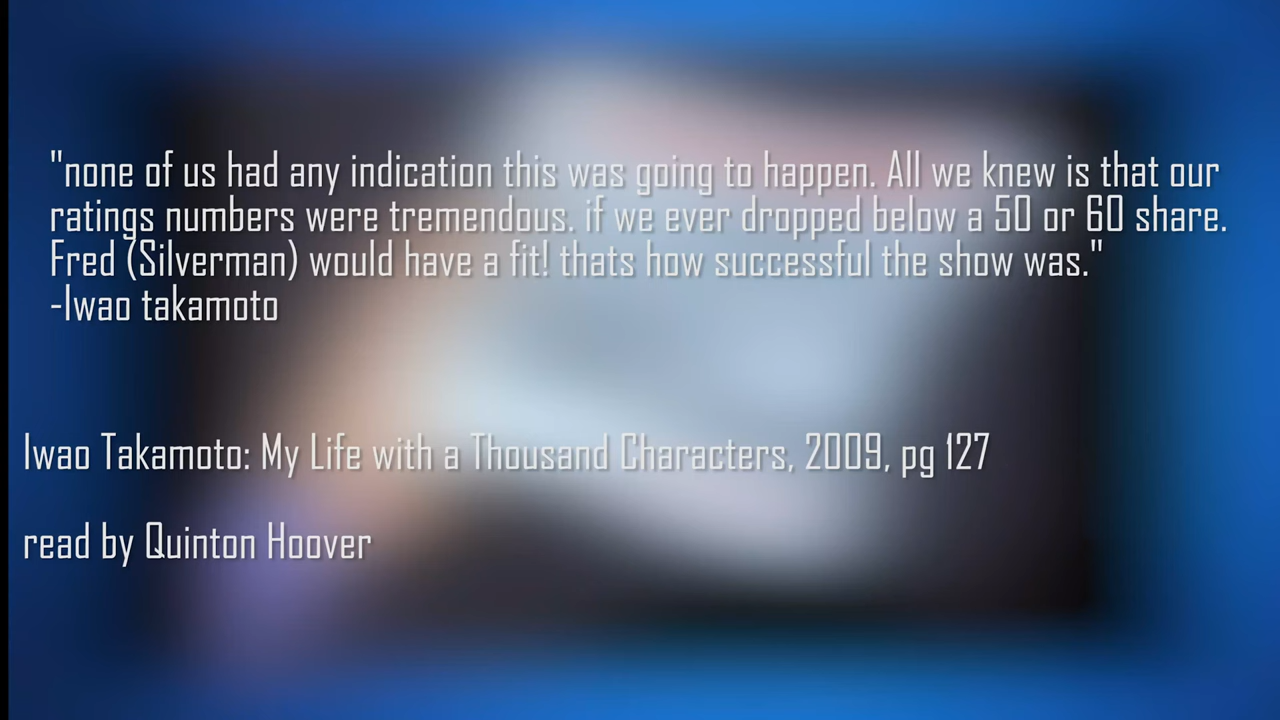 "none of us had any indication this was going to happen. All we knew is that our
ratings numbers were tremendous. if we ever dropped below a 50 or 60 share.
Fred (Silverman) would have a fit! thats how successful the show was."
-Iwao takamoto
Iwao Takamoto: My Life with a Thousand Characters, 2009, pg 127
read by Quinton Hoover